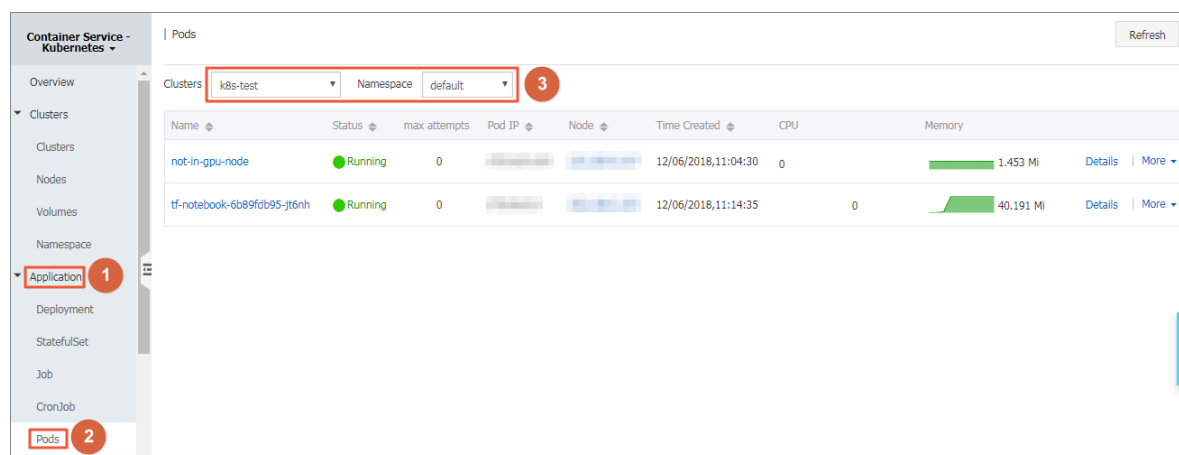 Container Service -
Kubernetes
Overview
Clusters
Clusters
Nodes
Volumes
Namespace
Application 1
Deployment
StatefulSet
Job
CronJob
Pods 2
Pods
Refresh
Clusters k8s-test Namespace default 3
Name Status max attempts Pod IP Node Time Created CPU Memory
not-in-gpu-node Running 0 12/06/2018,11:04:30 0 1.453 Mi Details | More
tf-notebook-6b89fdb95-jt6nh Running 0 12/06/2018,11:14:35 0 40.191 Mi Details | More